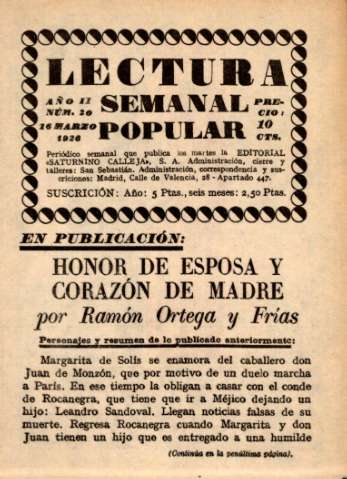 LECTURA
AÑO II
NÚM. 20
16 MARZO
1926
SEMANAL
POPULAR
PRE-
CIO:
10
CTS.
Periódico semanal que publica los martes la EDITORIAL
«SATURNINO CALLEJA», S. A. Administración, cierre y
talleres: San Sebastián. Administración, correspondencia y sus-
criciones: Madrid, Calle de Valencia, 28 - Apartado 447.
SUSCRICIÓN: Año: 5 Ptas., seis meses: 2,50 Ptas.
EN PUBLICACIÓN:
HONOR DE ESPOSA Y
CORAZÓN DE MADRE
por Ramón Ortega y Frías
Personajes y resumen de lo publicado anteriormente:
Margarita de Solís se enamora del caballero don
Juan de Monzón, que por motivo de un duelo marcha
a París. En ese tiempo la obligan a casar con el conde
de Rocanegra, que tiene que ir a Méjico dejando un
hijo: Leandro Sandoval. Llegan noticias falsas de su
muerte. Regresa Rocanegra cuando Margarita y don
Juan tienen un hijo que es entregado a una humilde
(Continúa en la penúltima página).